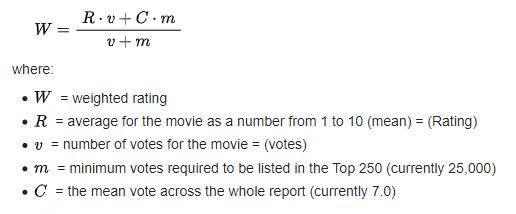 W = R · v + C · m / v + m
where:
• W = weighted rating
• R = average for the movie as a number from 1 to 10 (mean) = (Rating)
• v = number of votes for the movie = (votes)
• m = minimum votes required to be listed in the Top 250 (currently 25,000)
• C = the mean vote across the whole report (currently 7.0)